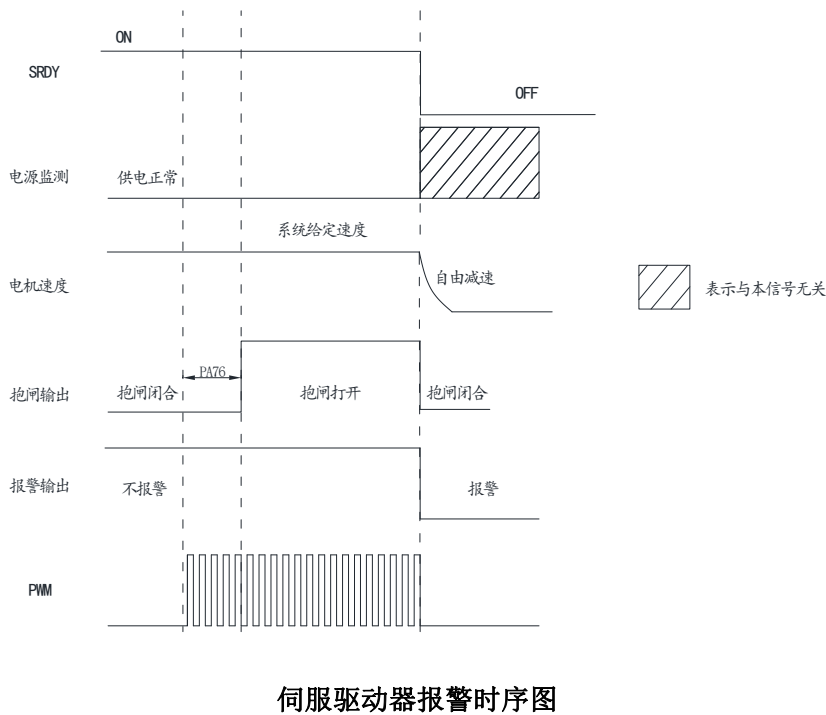 ON
SRDY
OFF
电源监测
供电正常
系统给定速度
电机速度
自由减速
表示与本信号无关
PA76
抱闸输出
抱闸闭合
抱闸打开
抱闸闭合
报警输出
不报警
报警
PWM
伺服驱动器报警时序图